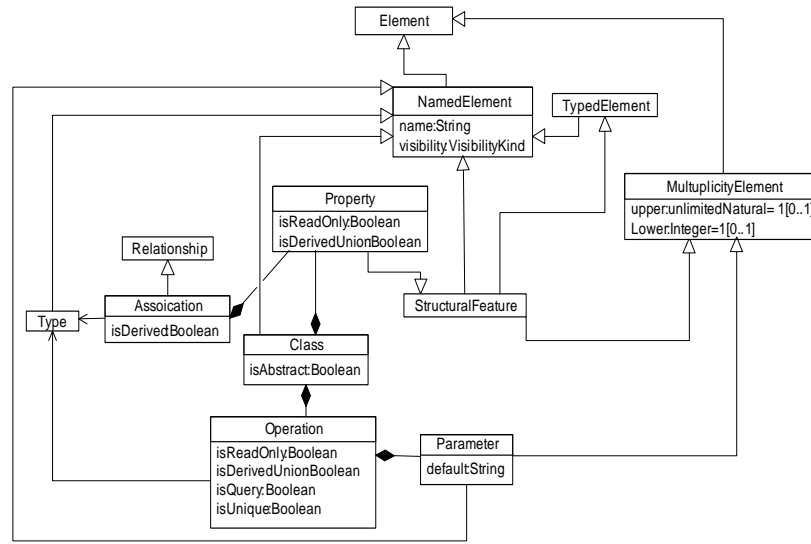 Element
NamedElement
name:String
visibility:VisibilityKind
TypedElement
MultuplicityElement
upper:unlimitedNatural= 1[0..1]
Lower:Integer=1[0..1]
Property
isReadOnly:Boolean
isDerivedUnionBoolean
Relationship
Assoication
isDerived:Boolean
Type
StructuralFeature
Class
isAbstract:Boolean
Operation
isReadOnly:Boolean
isDerivedUnionBoolean
isQuery:Boolean
isUnique:Boolean
Parameter
default:String